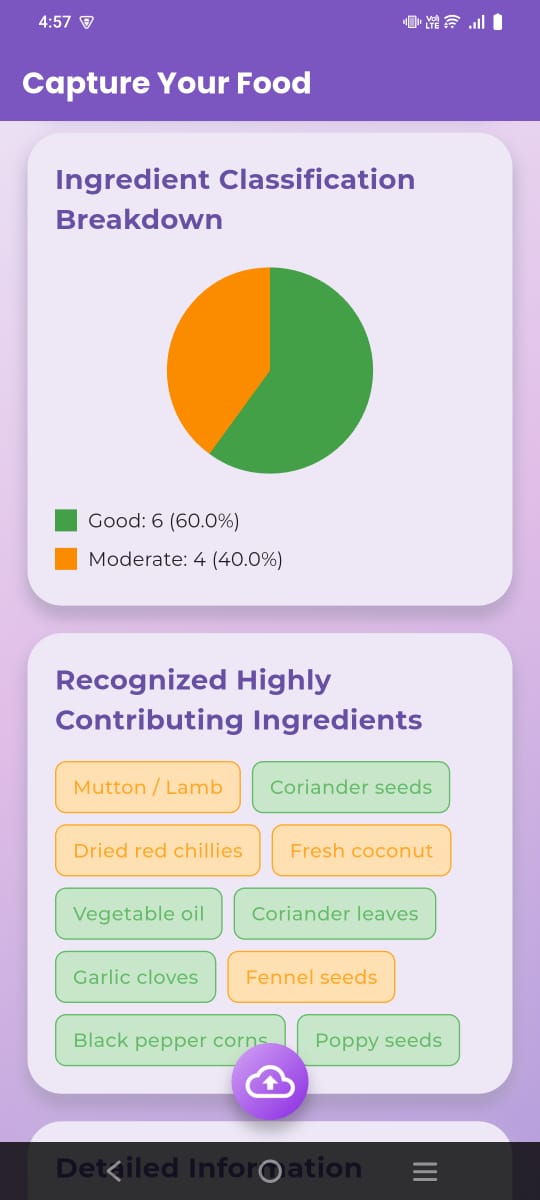 4:57
Vo)
LTE
Capture Your Food
Ingredient Classification
Breakdown
Good: 6 (60.0%)
Moderate: 4 (40.0%)
Recognized Highly
Contributing Ingredients
Mutton / Lamb Coriander seeds
Dried red chillies Fresh coconut
Vegetable oil Coriander leaves
Garlic cloves Fennel seeds
Black pepper corns Poppy seeds
Detailed Information